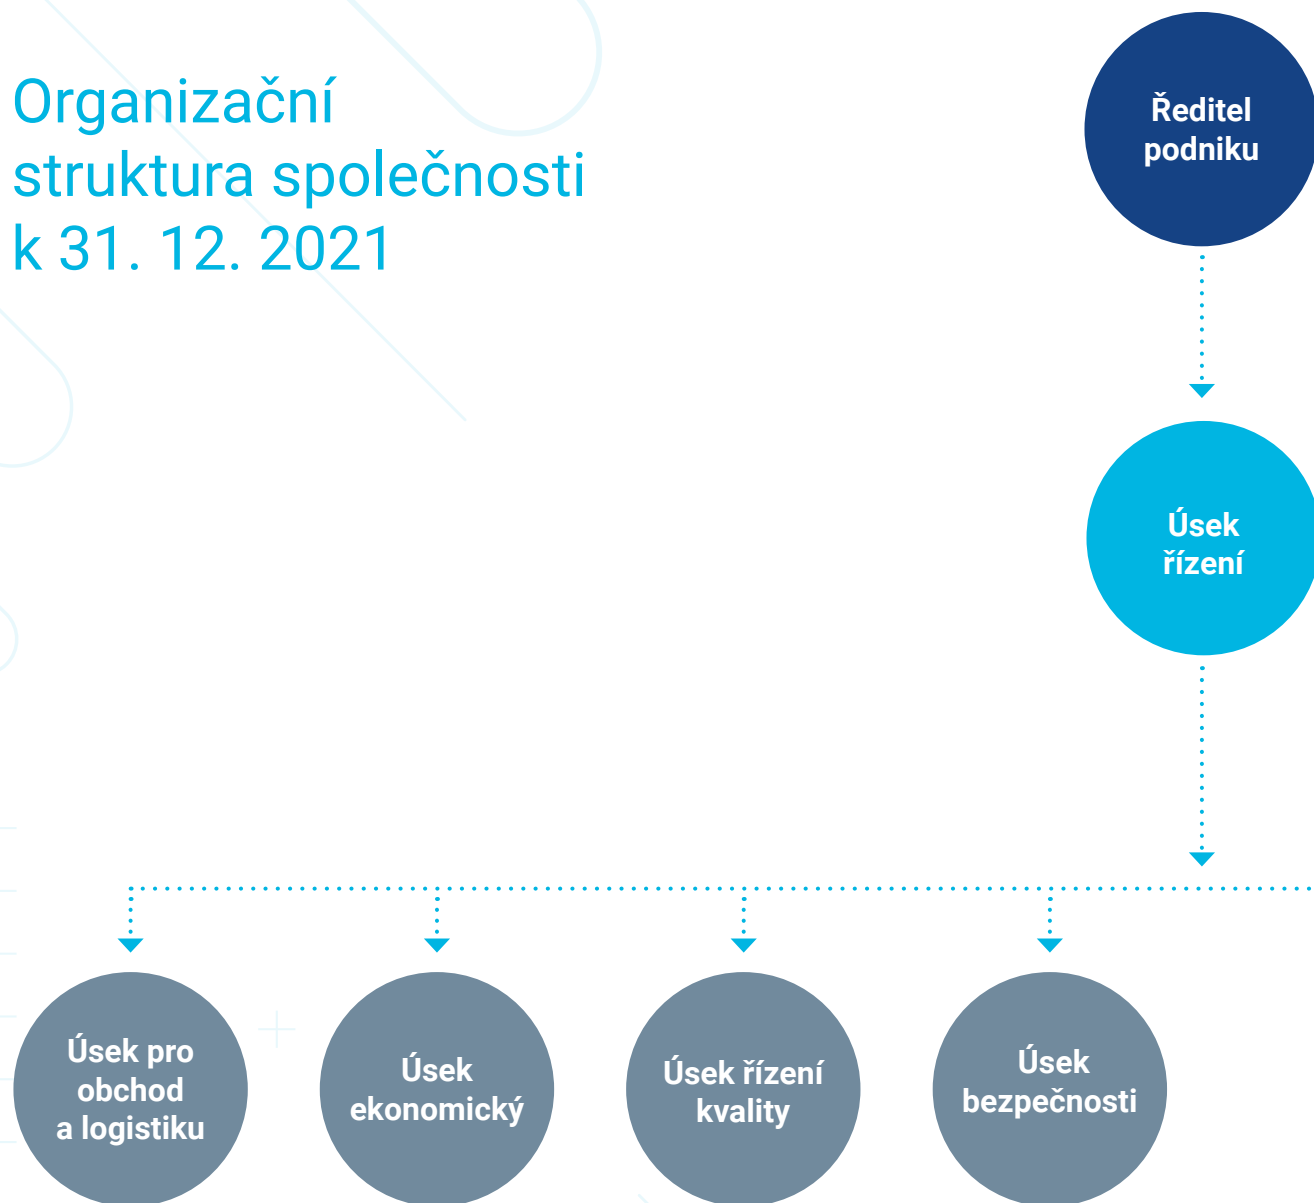 Organizační
struktura společnosti
k 31. 12. 2021
Ředitel
podniku
Úsek
řízení
Úsek pro
obchod
a logistiku
Úsek
ekonomický
Úsek řízení
kvality
Úsek
bezpečnosti